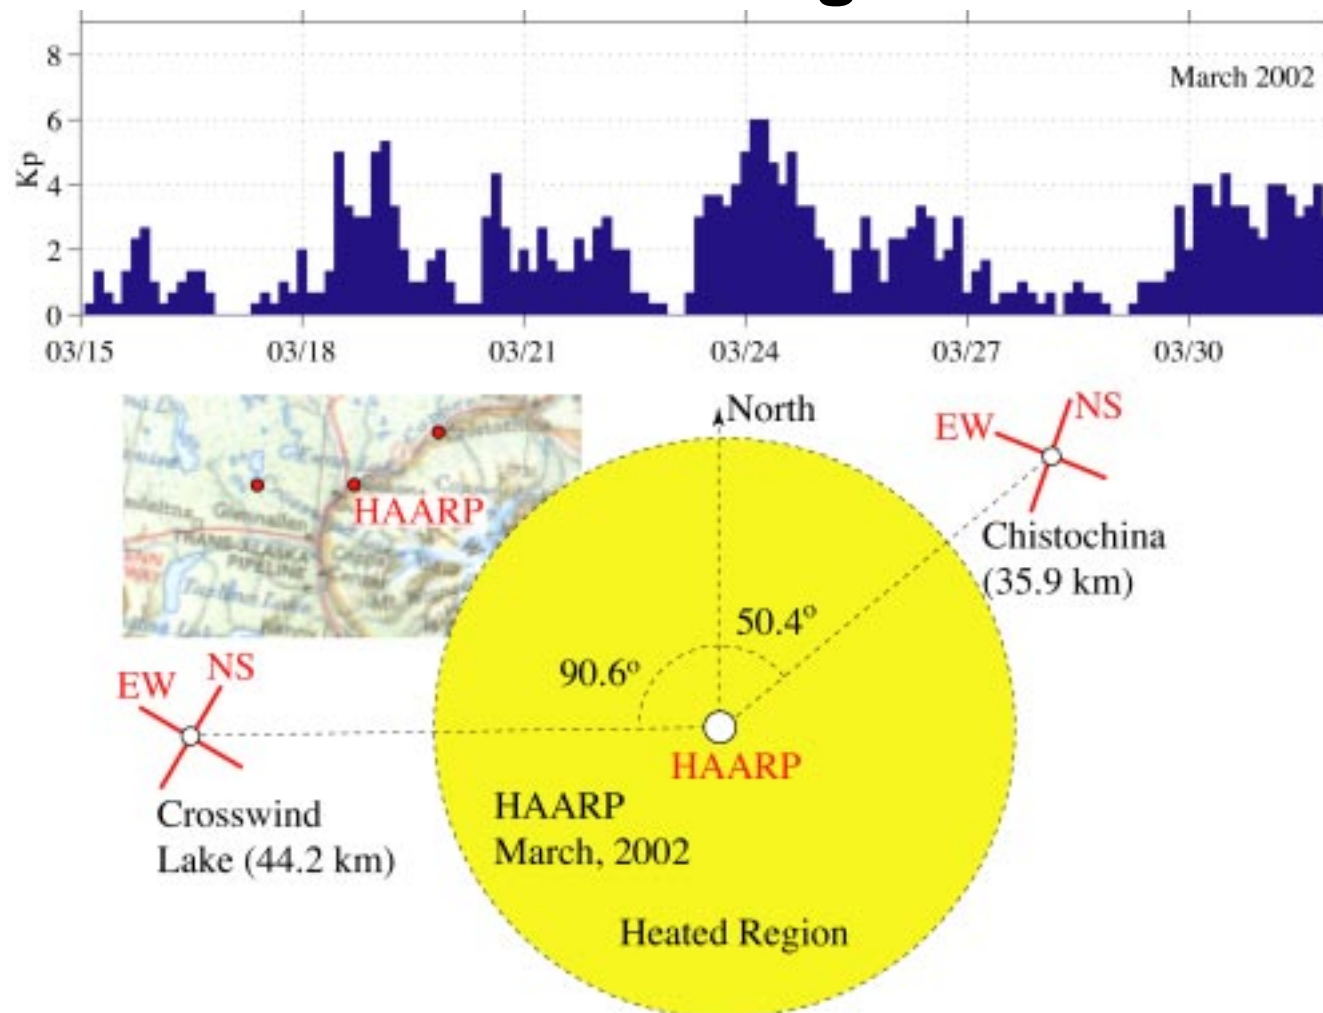 March 2002
Kp
8
6
4
2
0
03/15
03/18
03/21
03/24
03/27
03/30
North
EW
NS
HAARP
Glennallen
TRANS-ALASKA
PIPELINE
Chistochina
(35.9 km)
50.4°
90.6°
EW
NS
HAARP
Crosswind
Lake (44.2 km)
HAARP
March, 2002
Heated Region